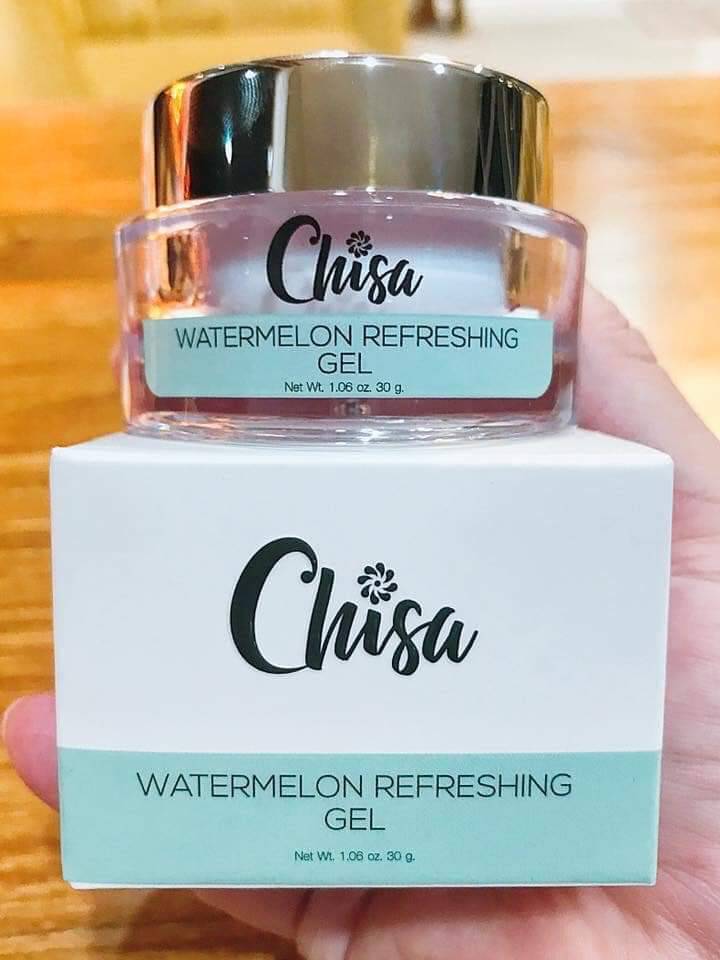 Chisa
WATERMELON REFRESHING
GEL
Net Wt. 1.06 oz. 30 g.
Chisa
WATERMELON REFRESHING
GEL
Net Wt. 1.06 oz. 30 g.